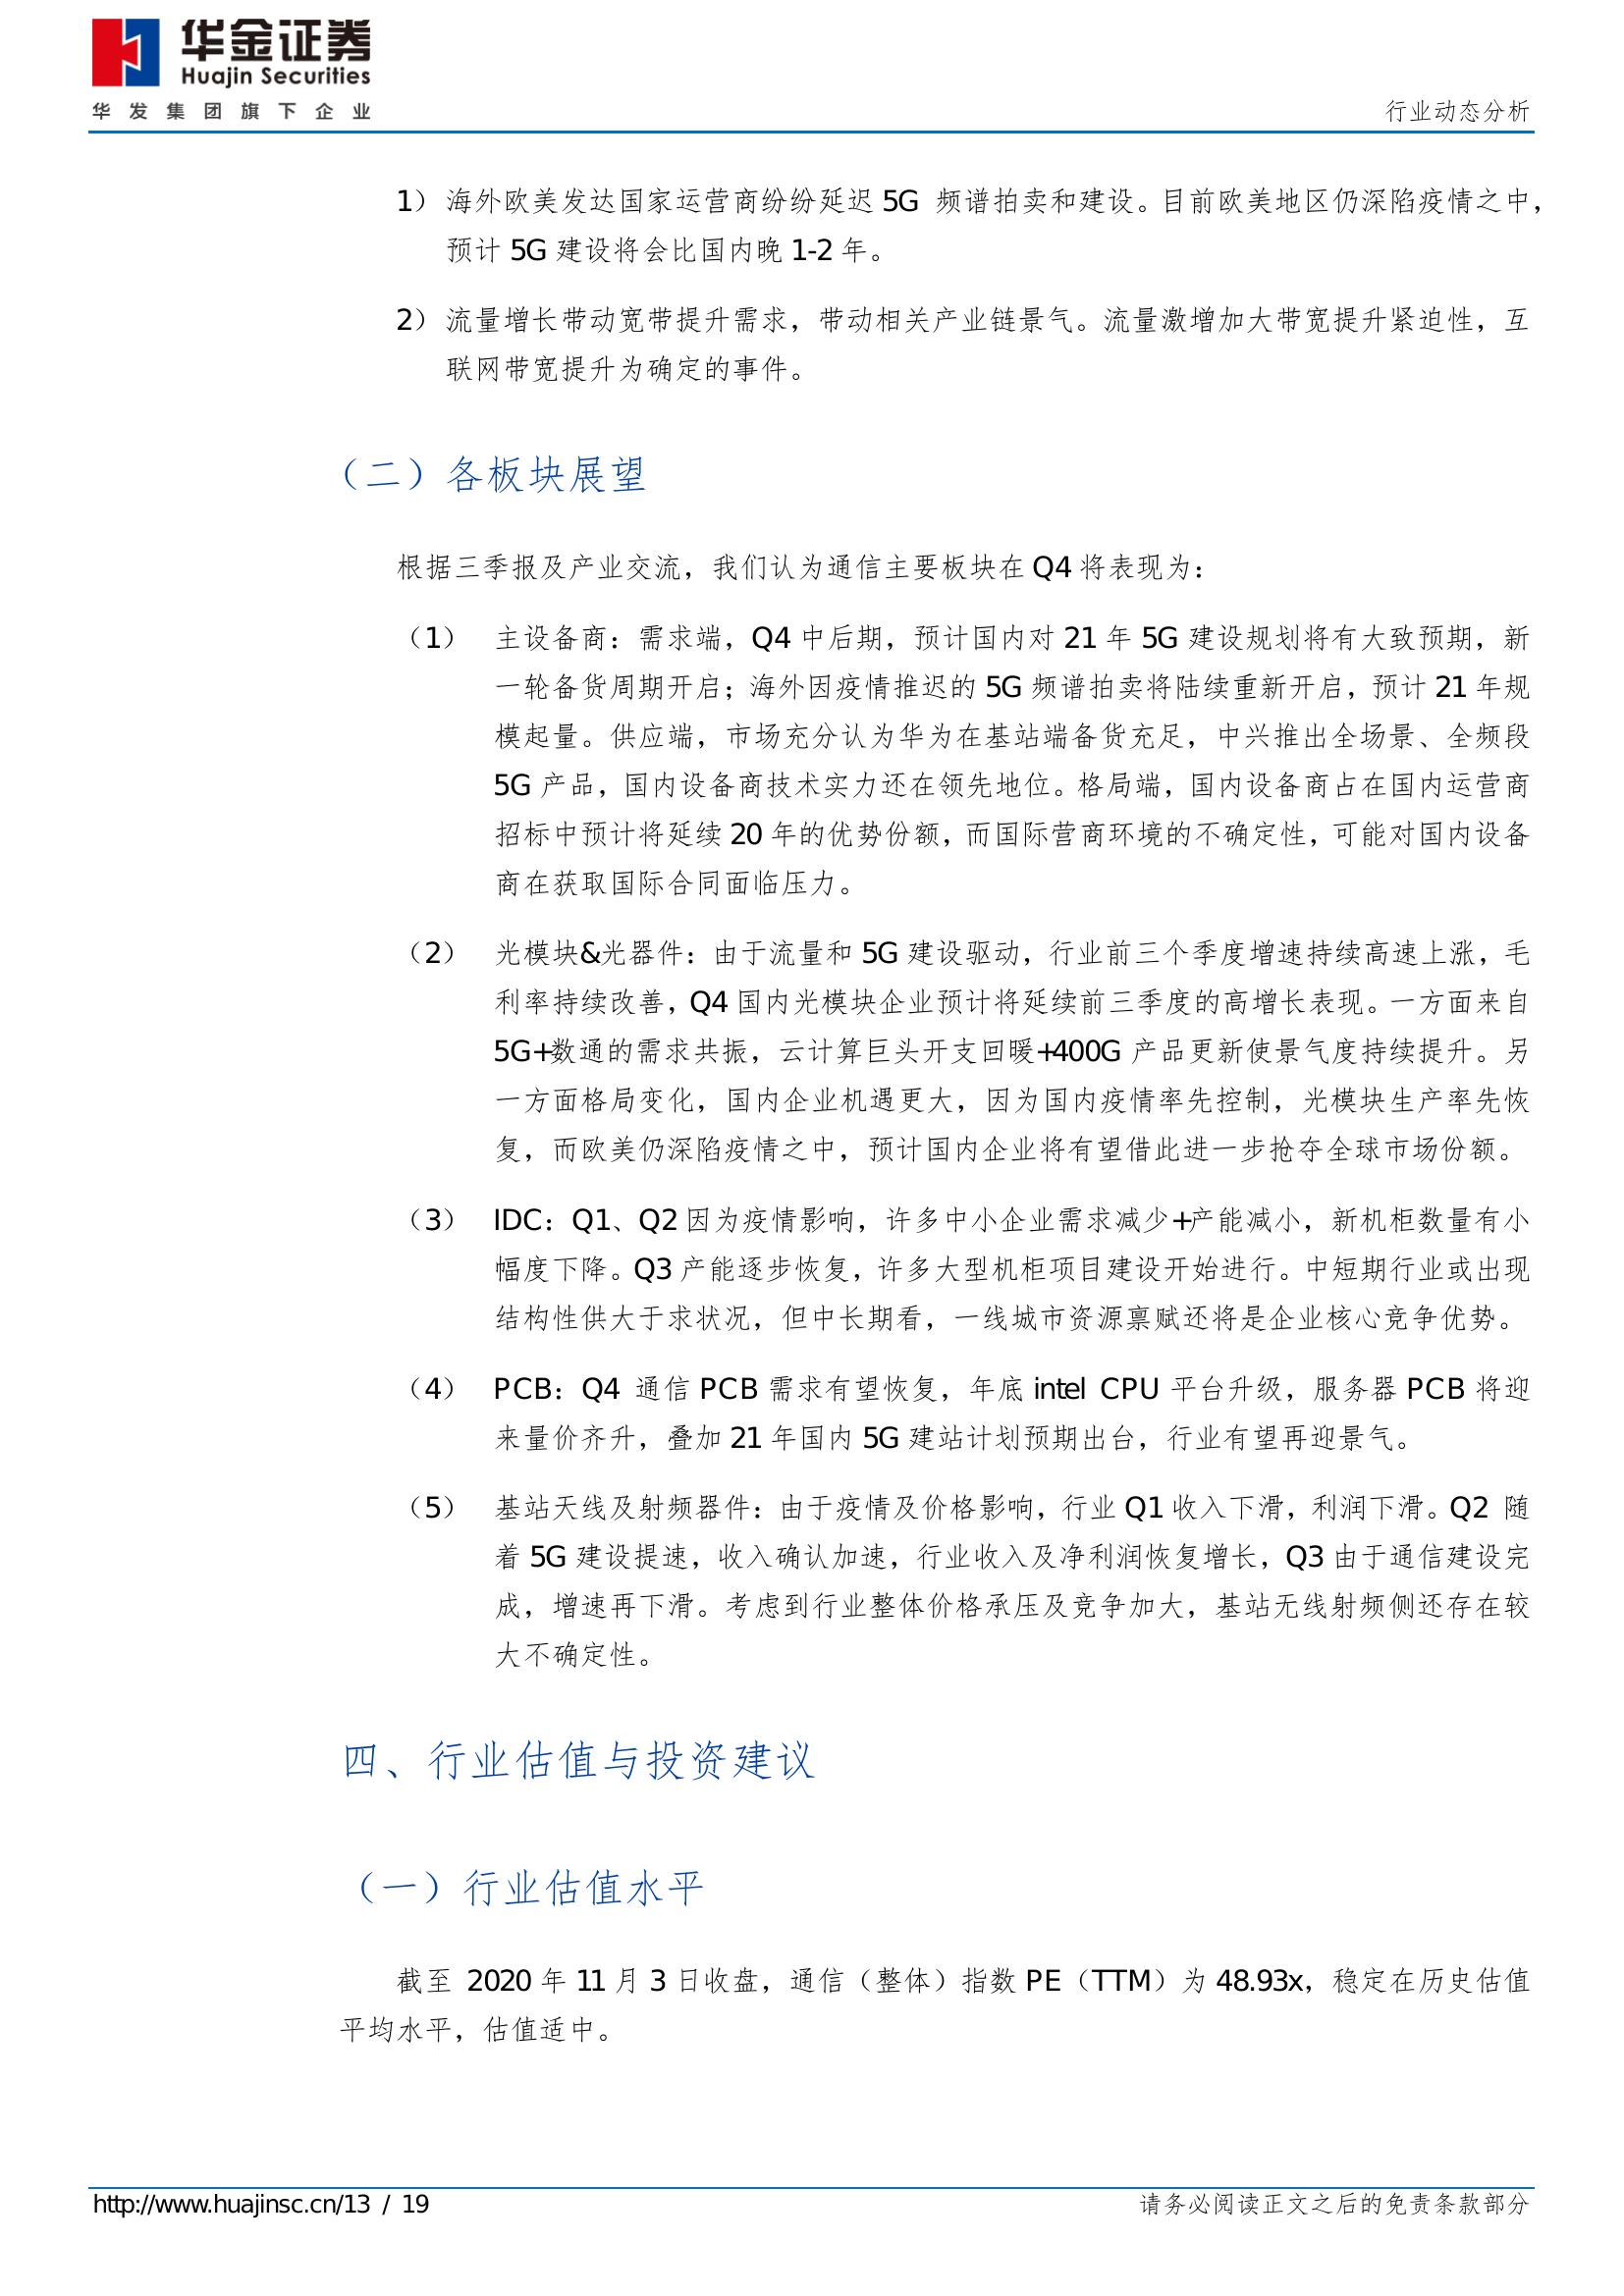 华金证券
Huajin Securities
华发集团旗下企业
行业动态分析
1） 海外欧美发达国家运营商纷纷延迟 5G 频谱拍卖和建设。目前欧美地区仍深陷疫情之中，
预计 5G 建设将会比国内晚 1-2 年。
2） 流量增长带动宽带提升需求，带动相关产业链景气。流量激增加大带宽提升紧迫性，互
联网带宽提升为确定的事件。
（二）各板块展望
根据三季报及产业交流，我们认为通信主要板块在 Q4 将表现为：
（1） 主设备商：需求端，Q4 中后期，预计国内对 21 年 5G 建设规划将有大致预期，新
一轮备货周期开启；海外因疫情推迟的 5G 频谱拍卖将陆续重新开启，预计 21 年规
模起量。供应端，市场充分认为华为在基站端备货充足，中兴推出全场景、全频段
5G 产品，国内设备商技术实力还在领先地位。格局端，国内设备商占在国内运营商
招标中预计将延续 20 年的优势份额，而国际营商环境的不确定性，可能对国内设备
商在获取国际合同面临压力。
（2） 光模块&光器件：由于流量和 5G 建设驱动，行业前三个季度增速持续高速上涨，毛
利率持续改善，Q4 国内光模块企业预计将延续前三季度的高增长表现。一方面来自
5G+数通的需求共振，云计算巨头开支回暖+400G 产品更新使景气度持续提升。另
一方面格局变化，国内企业机遇更大，因为国内疫情率先控制，光模块生产率先恢
复，而欧美仍深陷疫情之中，预计国内企业将有望借此进一步抢夺全球市场份额。
（3） IDC：Q1、Q2 因为疫情影响，许多中小企业需求减少+产能减小，新机柜数量有小
幅度下降。Q3 产能逐步恢复，许多大型机柜项目建设开始进行。中短期行业或出现
结构性供大于求状况，但中长期看，一线城市资源禀赋还将是企业核心竞争优势。
（4） PCB：Q4 通信 PCB 需求有望恢复，年底 intel CPU 平台升级，服务器 PCB 将迎
来量价齐升，叠加 21 年国内 5G 建站计划预期出台，行业有望再迎景气。
（5） 基站天线及射频器件：由于疫情及价格影响，行业 Q1 收入下滑，利润下滑。Q2 随
着 5G 建设提速，收入确认加速，行业收入及净利润恢复增长，Q3 由于通信建设完
成，增速再下滑。考虑到行业整体价格承压及竞争加大，基站无线射频侧还存在较
大不确定性。
四、行业估值与投资建议
（一）行业估值水平
截至 2020 年 11 月 3 日收盘，通信（整体）指数 PE（TTM）为 48.93x，稳定在历史估值
平均水平，估值适中。
http://www.huajinsc.cn/13 / 19
请务必阅读正文之后的免责条款部分